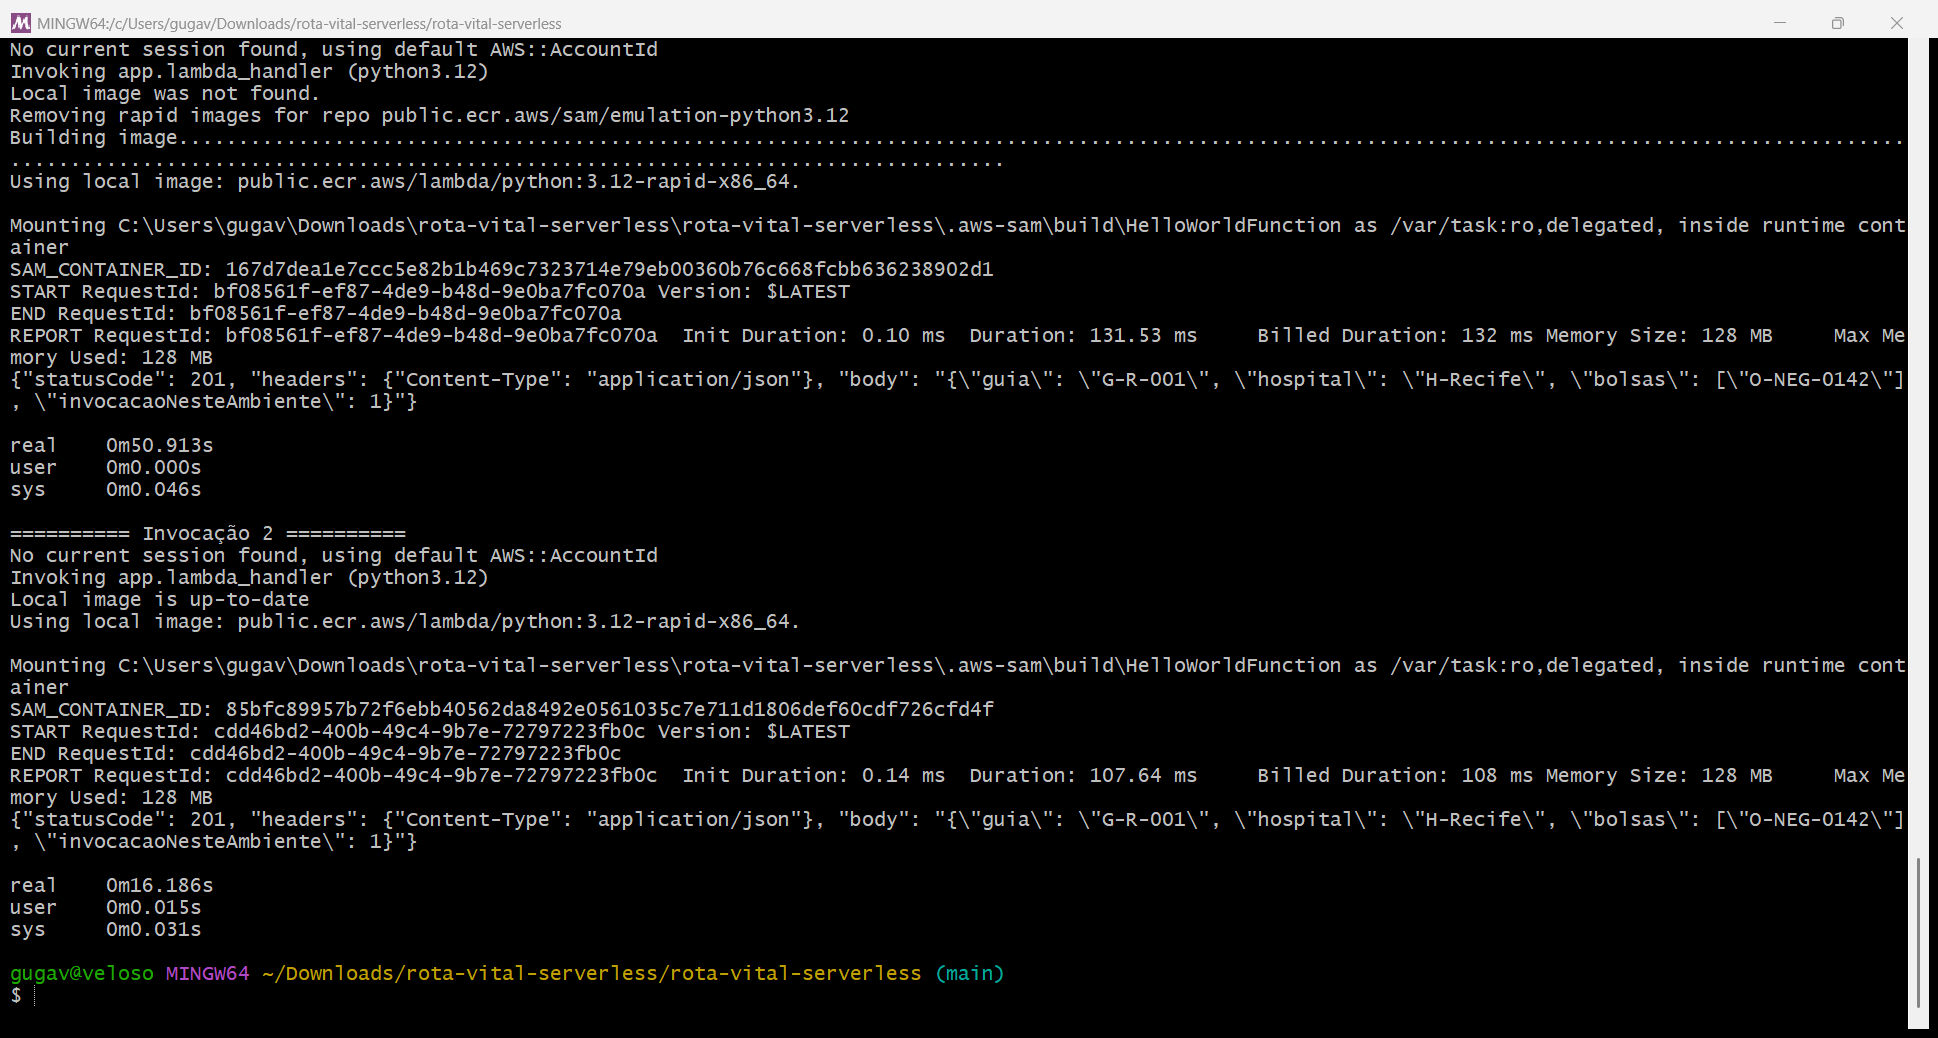 MINGW64:/c/Users/gugav/Downloads/rota-vital-serverless/rota-vital-serverless
No current session found, using default AWS::AccountId
Invoking app.lambda_handler (python3.12)
Local image was not found.
Removing rapid images for repo public.ecr.aws/sam/emulation-python3.12
Building image................................................................................................................................................
...................................................................................
Using local image: public.ecr.aws/lambda/python:3.12-rapid-x86_64.
Mounting C:\Users\gugav\Downloads\rota-vital-serverless\rota-vital-serverless\.aws-sam\build\HelloWorldFunction as /var/task:ro,delegated, inside runtime cont
ainer
SAM_CONTAINER_ID: 167d7dea1e7ccc5e82b1b469c7323714e79eb00360b76c668fcbb636238902d1
START RequestId: bf08561f-ef87-4de9-b48d-9e0ba7fc070a Version: $LATEST
END RequestId: bf08561f-ef87-4de9-b48d-9e0ba7fc070a
REPORT RequestId: bf08561f-ef87-4de9-b48d-9e0ba7fc070a  Init Duration: 0.10 ms  Duration: 131.53 ms     Billed Duration: 132 ms Memory Size: 128 MB     Max Me
mory Used: 128 MB
{"statusCode": 201, "headers": {"Content-Type": "application/json"}, "body": "{\"guia\": \"G-R-001\", \"hospital\": \"H-Recife\", \"bolsas\": [\"O-NEG-0142\"]
, \"invocacaoNesteAmbiente\": 1}"}
real    0m50.913s
user    0m0.000s
sys     0m0.046s
========== Invocação 2 ==========
No current session found, using default AWS::AccountId
Invoking app.lambda_handler (python3.12)
Local image is up-to-date
Using local image: public.ecr.aws/lambda/python:3.12-rapid-x86_64.
Mounting C:\Users\gugav\Downloads\rota-vital-serverless\rota-vital-serverless\.aws-sam\build\HelloWorldFunction as /var/task:ro,delegated, inside runtime cont
ainer
SAM_CONTAINER_ID: 85bfc89957b72f6ebb40562da8492e0561035c7e711d1806def60cdf726cfd4f
START RequestId: cdd46bd2-400b-49c4-9b7e-72797223fb0c Version: $LATEST
END RequestId: cdd46bd2-400b-49c4-9b7e-72797223fb0c
REPORT RequestId: cdd46bd2-400b-49c4-9b7e-72797223fb0c  Init Duration: 0.14 ms  Duration: 107.64 ms     Billed Duration: 108 ms Memory Size: 128 MB     Max Me
mory Used: 128 MB
{"statusCode": 201, "headers": {"Content-Type": "application/json"}, "body": "{\"guia\": \"G-R-001\", \"hospital\": \"H-Recife\", \"bolsas\": [\"O-NEG-0142\"]
, \"invocacaoNesteAmbiente\": 1}"}
real    0m16.186s
user    0m0.015s
sys     0m0.031s
gugav@veloso MINGW64 ~/Downloads/rota-vital-serverless/rota-vital-serverless (main)
$